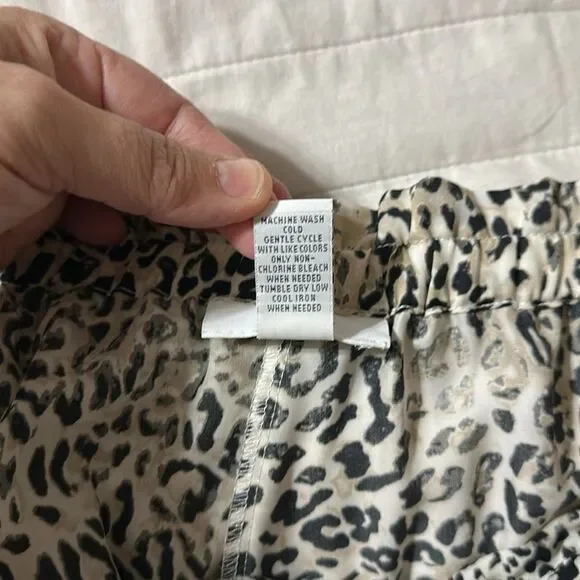 MACHINE WASH
COLD
GENTLE CYCLE
WITH LIKE COLORS
ONLY NON-
CHLORINE BLEACH
WHEN NEEDED
TUMBLE DRY LOW
COOL IRON
WHEN NEEDED